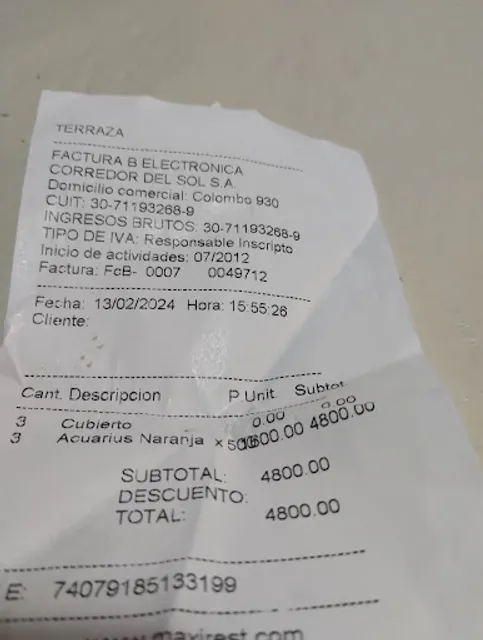 TERRAZA
FACTURA B ELECTRONICA
CORREDOR DEL SOL S.A.
Domicilio comercial: Colombo 930
CUIT: 30-71193268-9
INGRESOS BRUTOS: 30-71193268-9
TIPO DE IVA: Responsable Inscripto
Inicio de actividades: 07/2012
Factura: FcB- 0007 0049712
Fecha: 13/02/2024 Hora: 15:55:26
Cliente:
Cant. Descripcion P.Unit. Subtot.
3 Cubierto 0.00 0.00
3 Acuarius Naranja x 4800.00
SUBTOTAL: 4800.00
DESCUENTO:
TOTAL: 4800.00
E: 74079185133199
www.maxirest.com